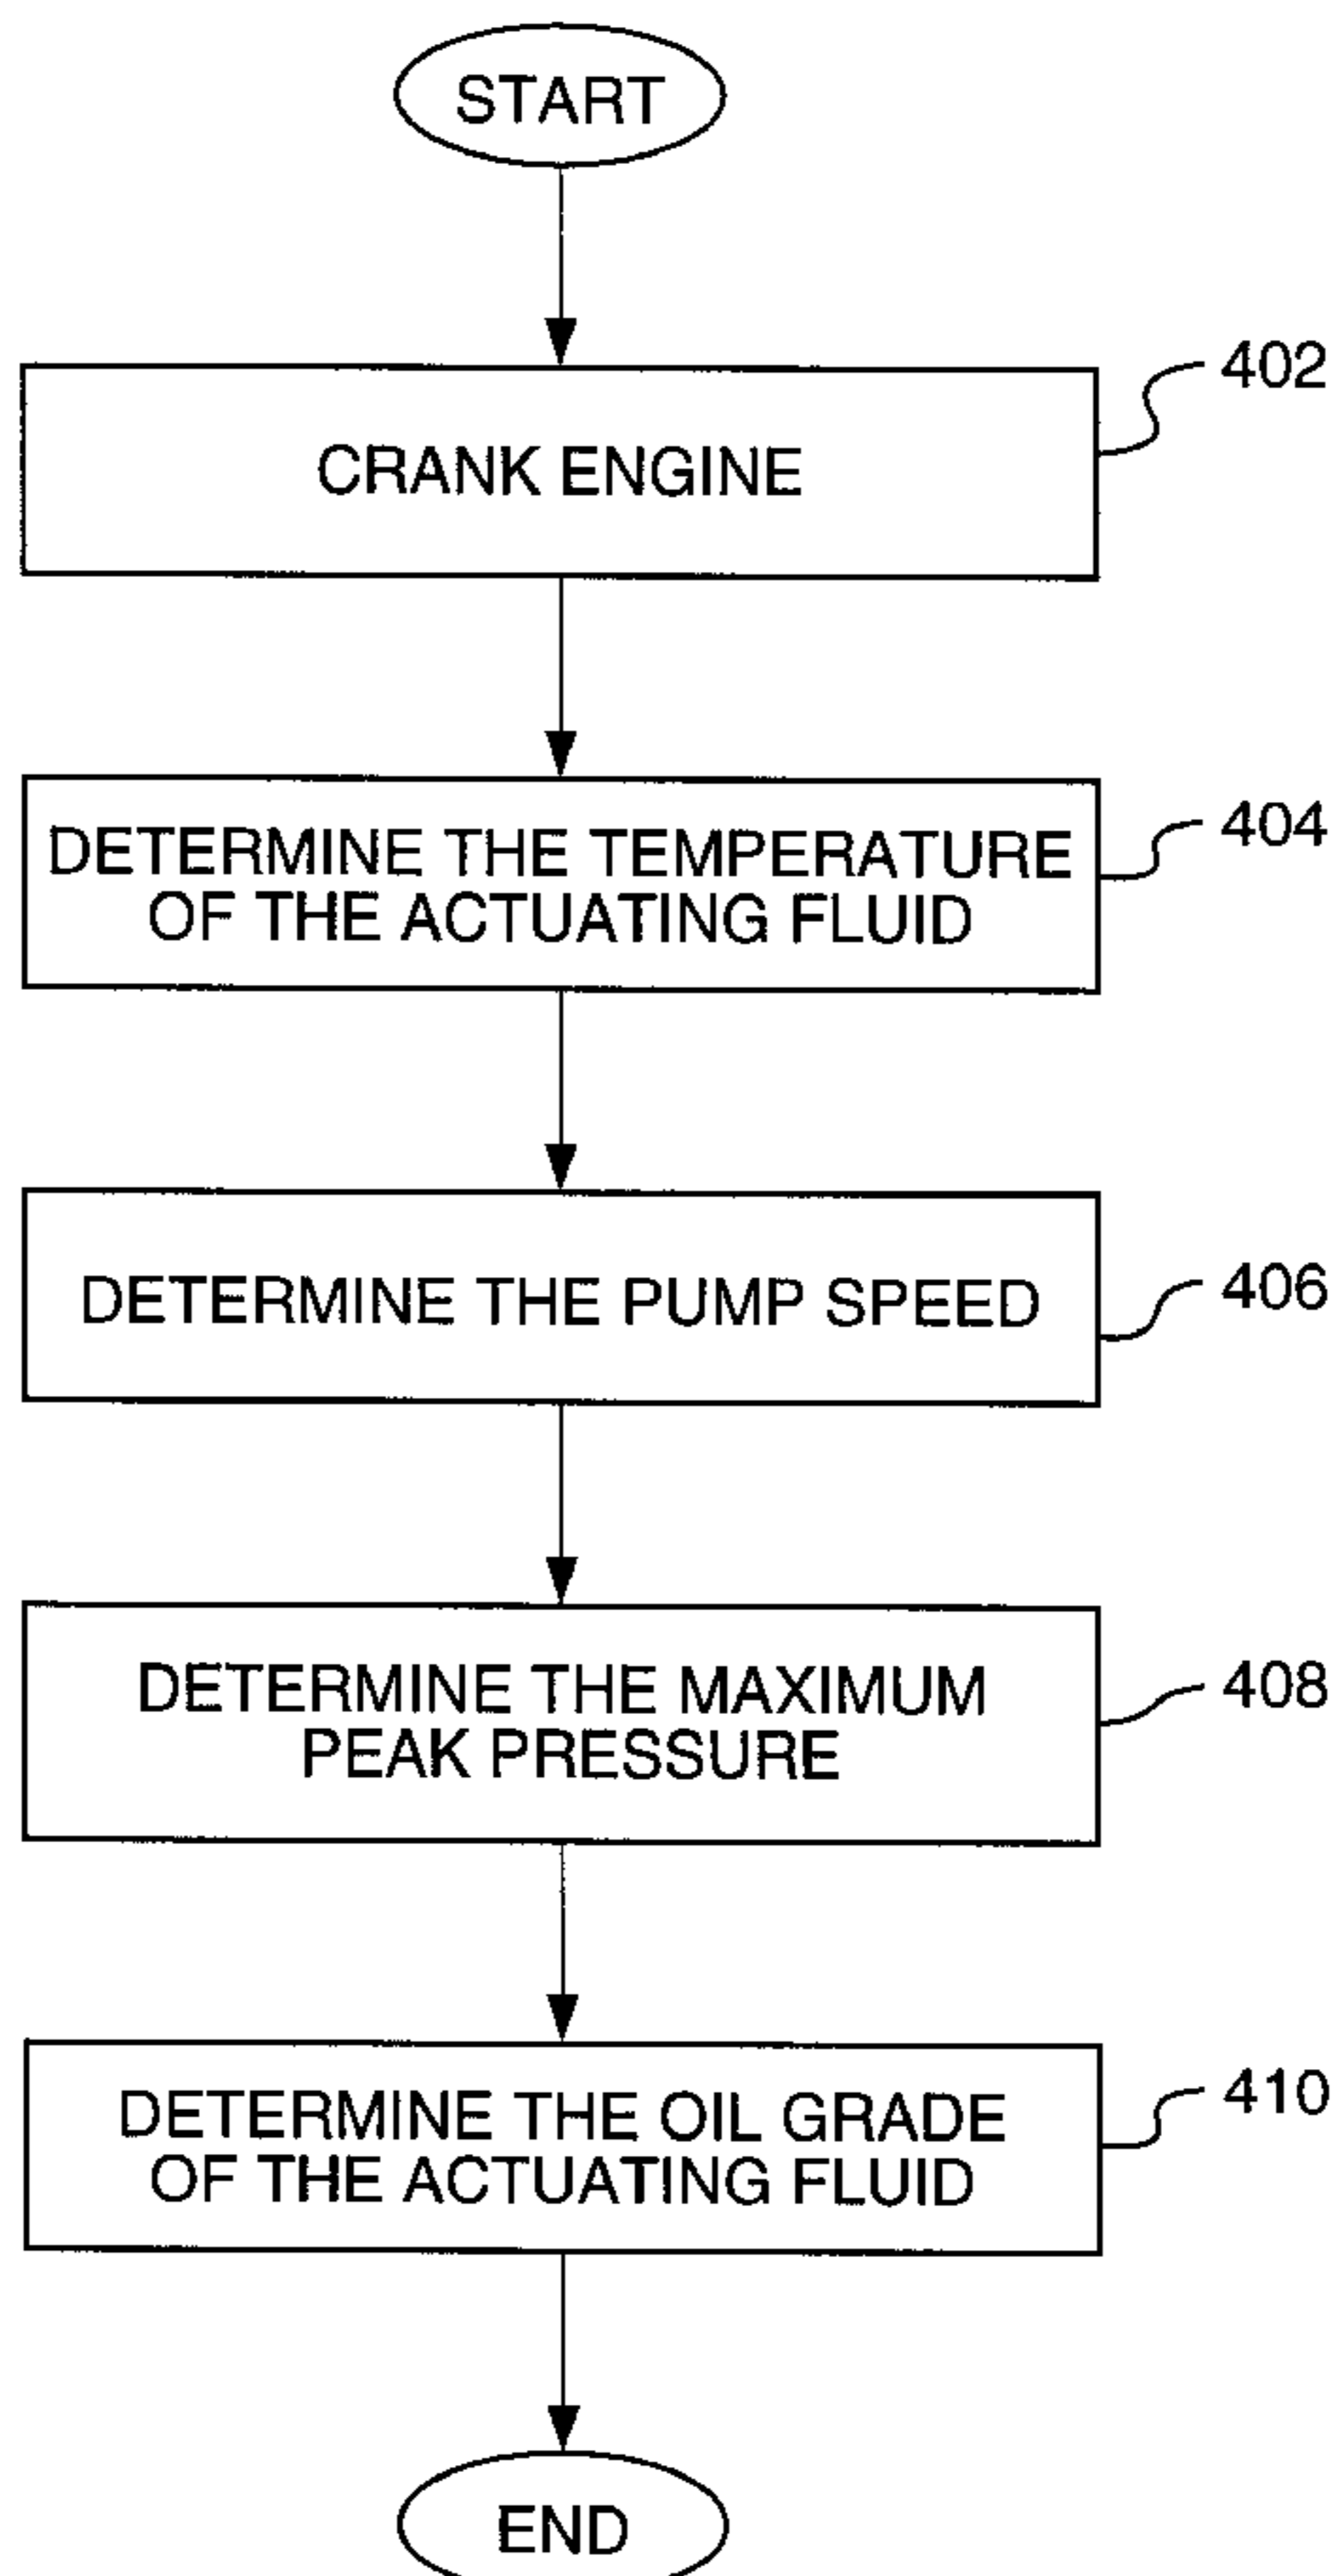 START
402
CRANK ENGINE
404
DETERMINE THE TEMPERATURE
OF THE ACTUATING FLUID
406
DETERMINE THE PUMP SPEED
408
DETERMINE THE MAXIMUM
PEAK PRESSURE
410
DETERMINE THE OIL GRADE
OF THE ACTUATING FLUID
END